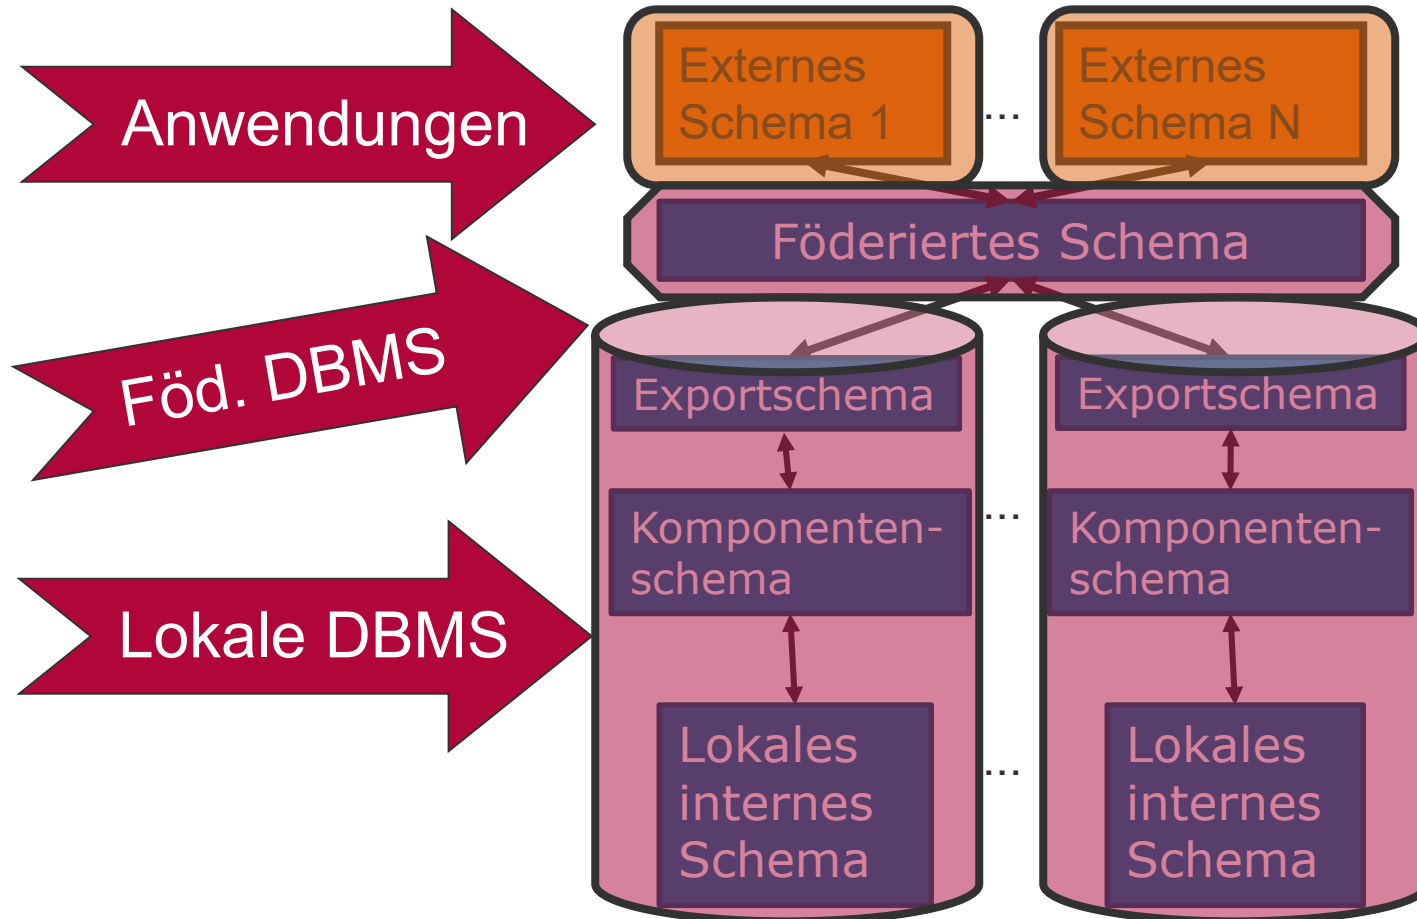 Anwendungen
Externes
Schema 1
...
Externes
Schema N
Föderiertes Schema
Föd. DBMS
Exportschema
Exportschema
Komponenten-
schema
...
Komponenten-
schema
Lokale DBMS
Lokales
internes
Schema
...
Lokales
internes
Schema